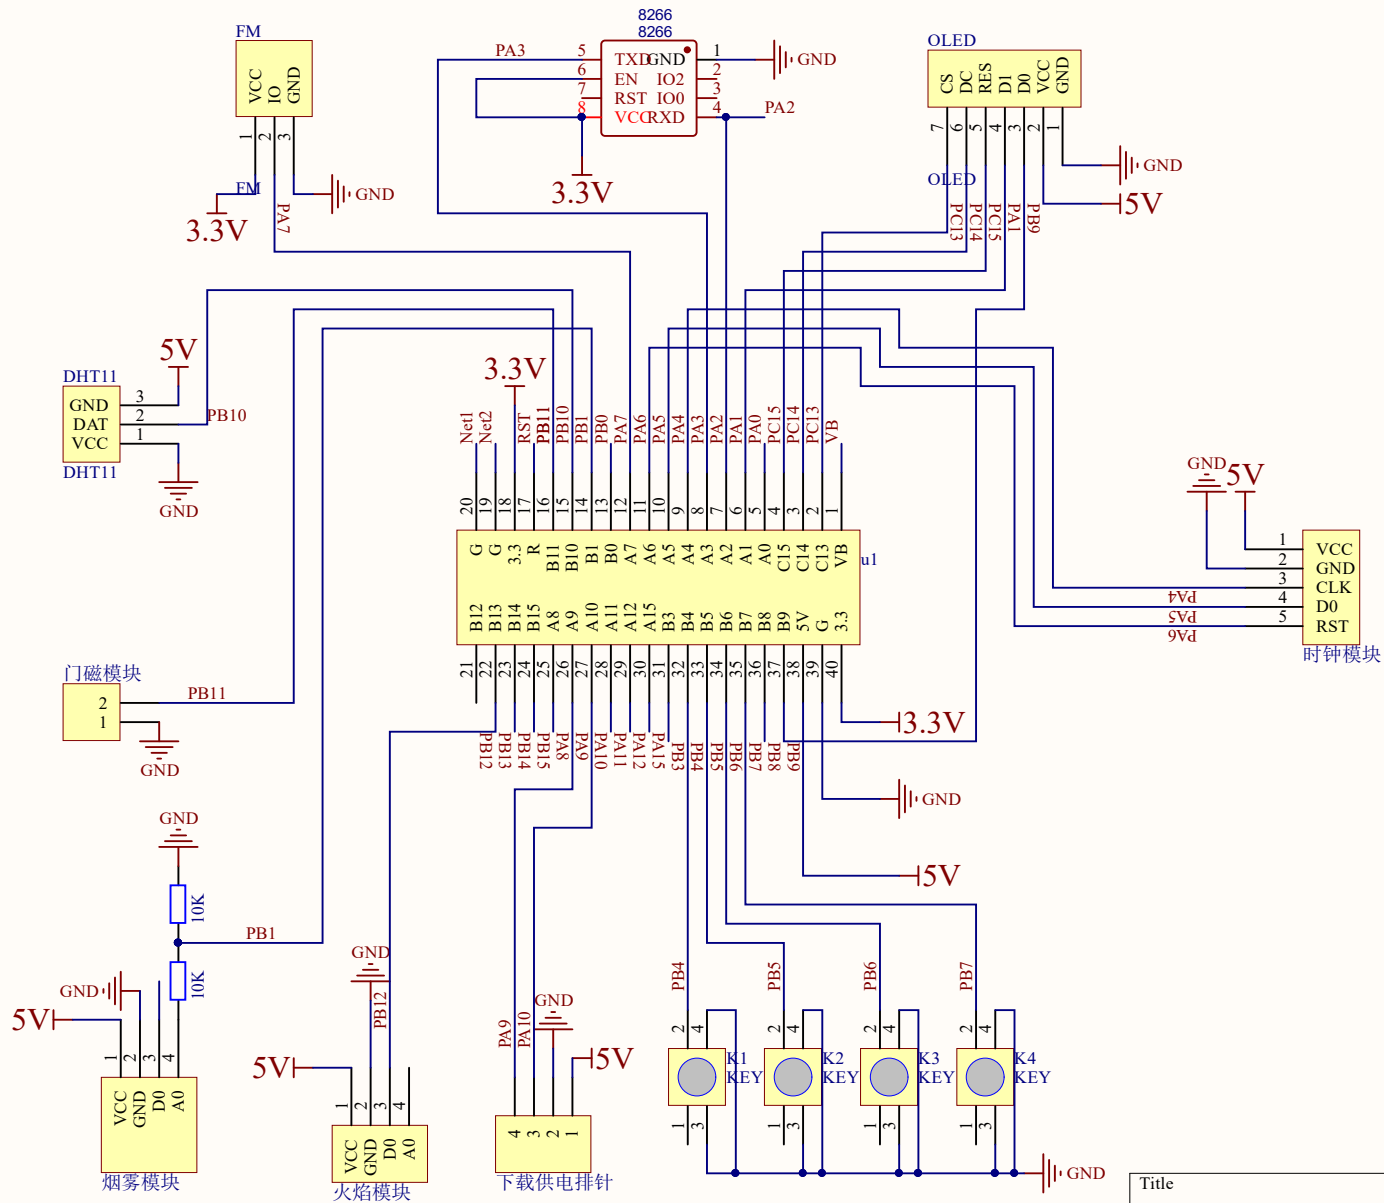 FM
VCC
IO
GND
1
2
3
FM
3.3V
PA7
GND
8266
8266
PA3
5
6
7
8
TXD
EN
RST
VCC
GND
IO2
IO0
RXD
1
2
3
4
GND
PA2
3.3V
OLED
CS
DC
RES
D1
D0
VCC
GND
7
6
5
4
3
2
1
OLED
PC13
PC14
PC15
PA1
PB9
GND
5V
5V
DHT11
GND
DAT
VCC
3
2
1
PB10
DHT11
GND
3.3V
Net1
Net2
RST
PB11
PB10
PB1
PB0
PA7
PA6
PA5
PA4
PA3
PA2
PA1
PA0
PC15
PC14
PC13
VB
20
19
18
17
16
15
14
13
12
11
10
9
8
7
6
5
4
3
2
1
G
G
3.3
R
B11
B10
B1
B0
A7
A6
A5
A4
A3
A2
A1
A0
C15
C14
C13
VB
u1
B12
B13
B14
B15
A8
A9
A10
A11
A12
A15
B3
B4
B5
B6
B7
B8
B9
5V
G
3.3
21
22
23
24
25
26
27
28
29
30
31
32
33
34
35
36
37
38
39
40
PB12
PB13
PB14
PB15
PA8
PA9
PA10
PA11
PA12
PA15
PB3
PB4
PB5
PB6
PB7
PB8
PB9
3.3V
GND
5V
GND
5V
1
2
3
4
5
VCC
GND
CLK
D0
RST
PA4
PA5
PA6
时钟模块
门磁模块
2
1
PB11
GND
GND
10K
PB1
10K
GND
5V
1
2
3
4
VCC
GND
D0
A0
烟雾模块
GND
PB12
5V
1
2
3
4
VCC
GND
D0
A0
火焰模块
PA9
PA10
GND
5V
4
3
2
1
下载供电排针
PB4
PB5
PB6
PB7
2
4
K1
KEY
1
3
2
4
K2
KEY
1
3
2
4
K3
KEY
1
3
2
4
K4
KEY
1
3
GND
Title